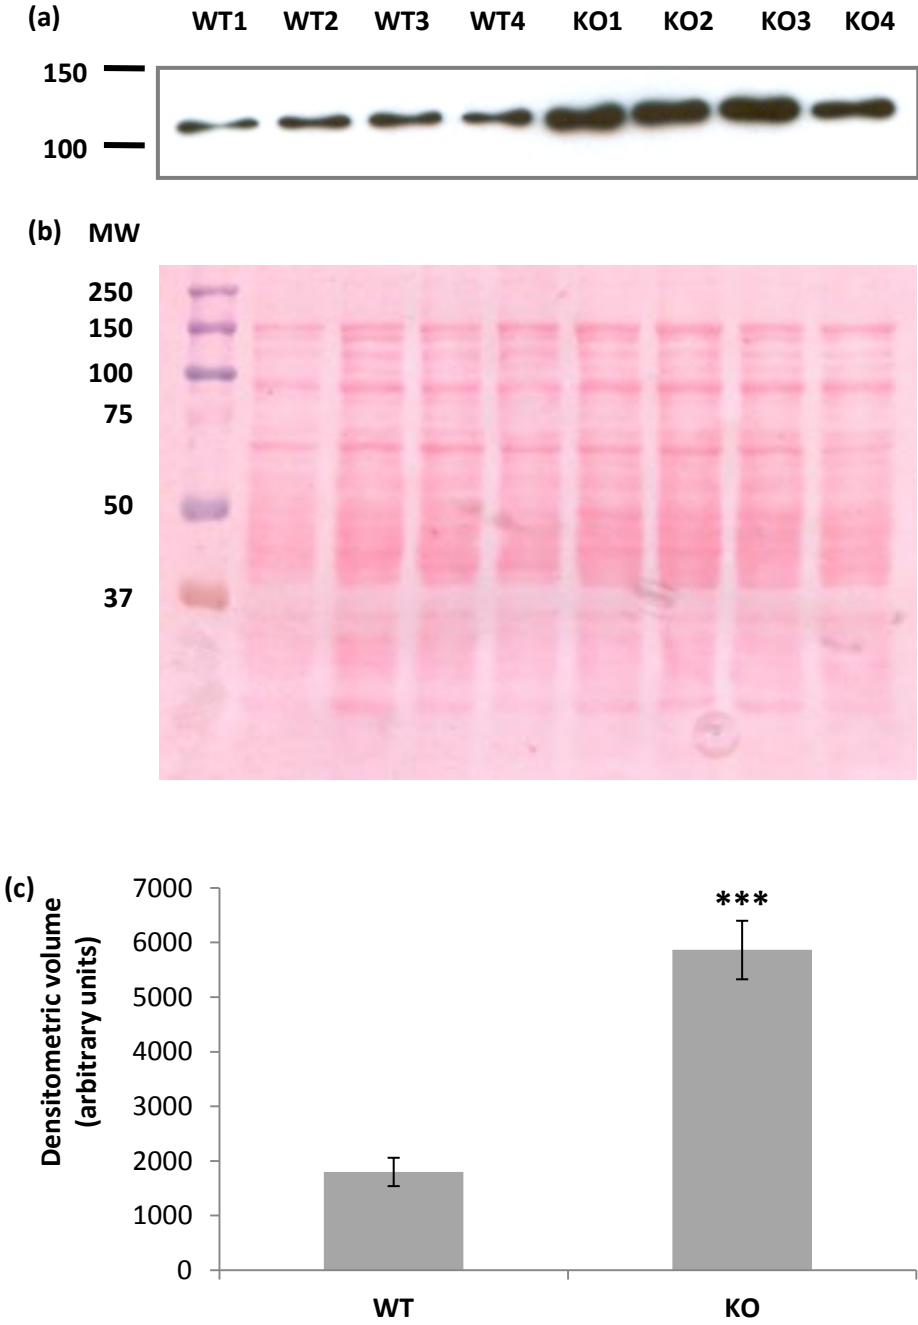 (a) WT1 WT2 WT3 WT4 KO1 KO2 KO3 KO4
150
100
(b) MW
250
150
100
75
50
37
(c)
Densitometric volume
(arbitrary units)
7000
6000
5000
4000
3000
2000
1000
0
***
WT KO